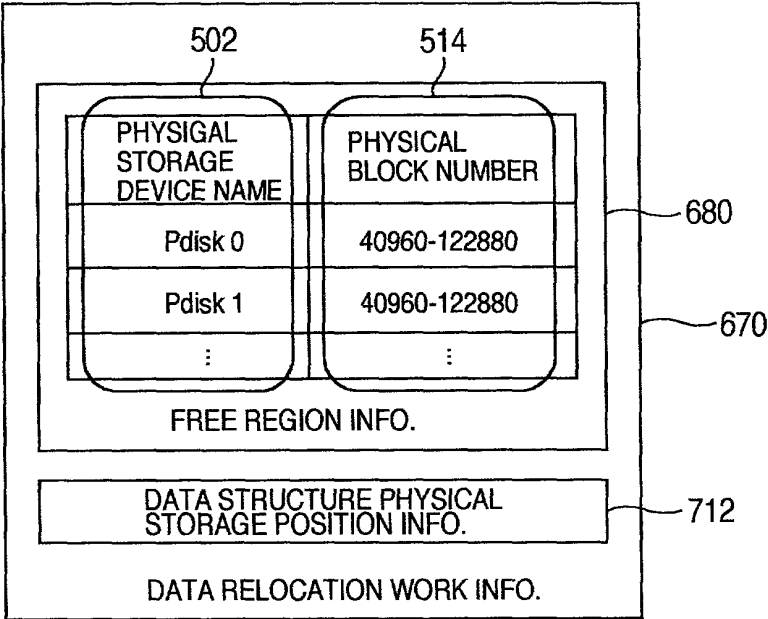 502
514
PHYSIGAL
STORAGE
DEVICE NAME
PHYSICAL
BLOCK NUMBER
Pdisk 0
40960-122880
Pdisk 1
40960-122880
⋮
⋮
FREE REGION INFO.
680
670
DATA STRUCTURE PHYSICAL
STORAGE POSITION INFO.
712
DATA RELOCATION WORK INFO.